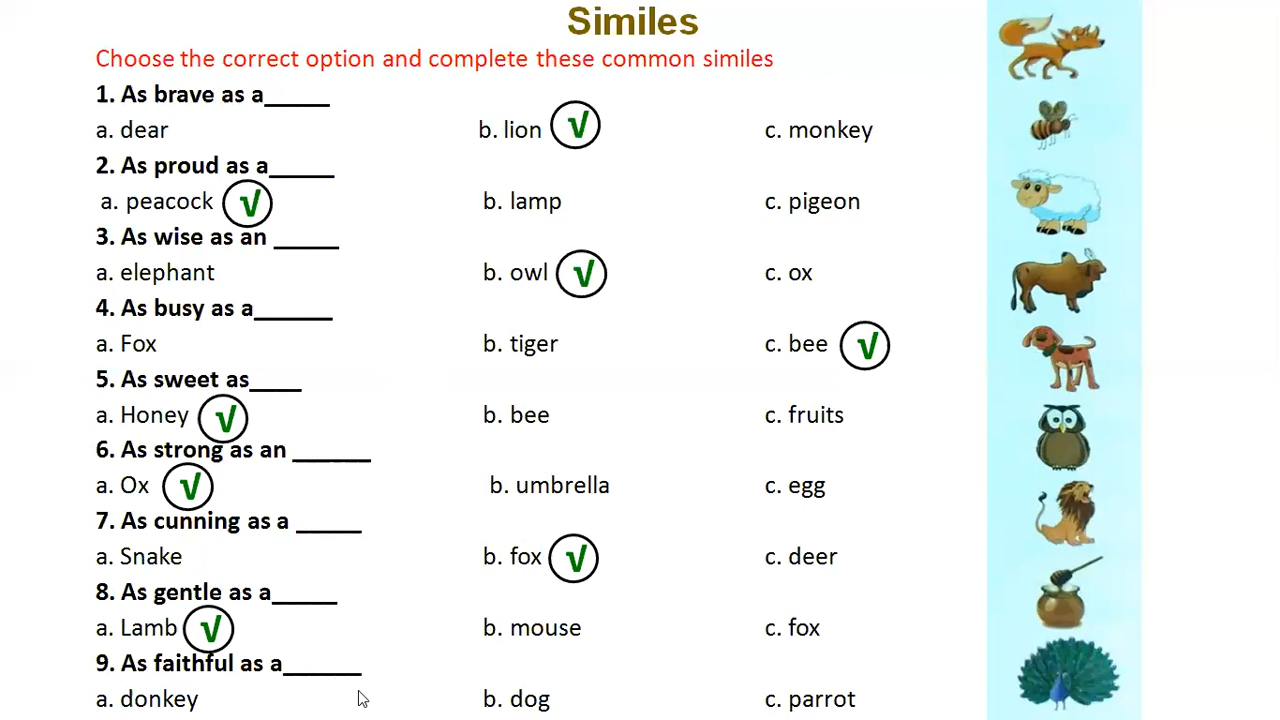 Similes
Choose the correct option and complete these common similes
1. As brave as a_____
a. dear b. lion √ c. monkey
2. As proud as a_____
a. peacock √ b. lamp c. pigeon
3. As wise as an _____
a. elephant b. owl √ c. ox
4. As busy as a______
a. Fox b. tiger c. bee √
5. As sweet as____
a. Honey √ b. bee c. fruits
6. As strong as an ______
a. Ox √ b. umbrella c. egg
7. As cunning as a _____
a. Snake b. fox √ c. deer
8. As gentle as a_____
a. Lamb √ b. mouse c. fox
9. As faithful as a______
a. donkey b. dog c. parrot